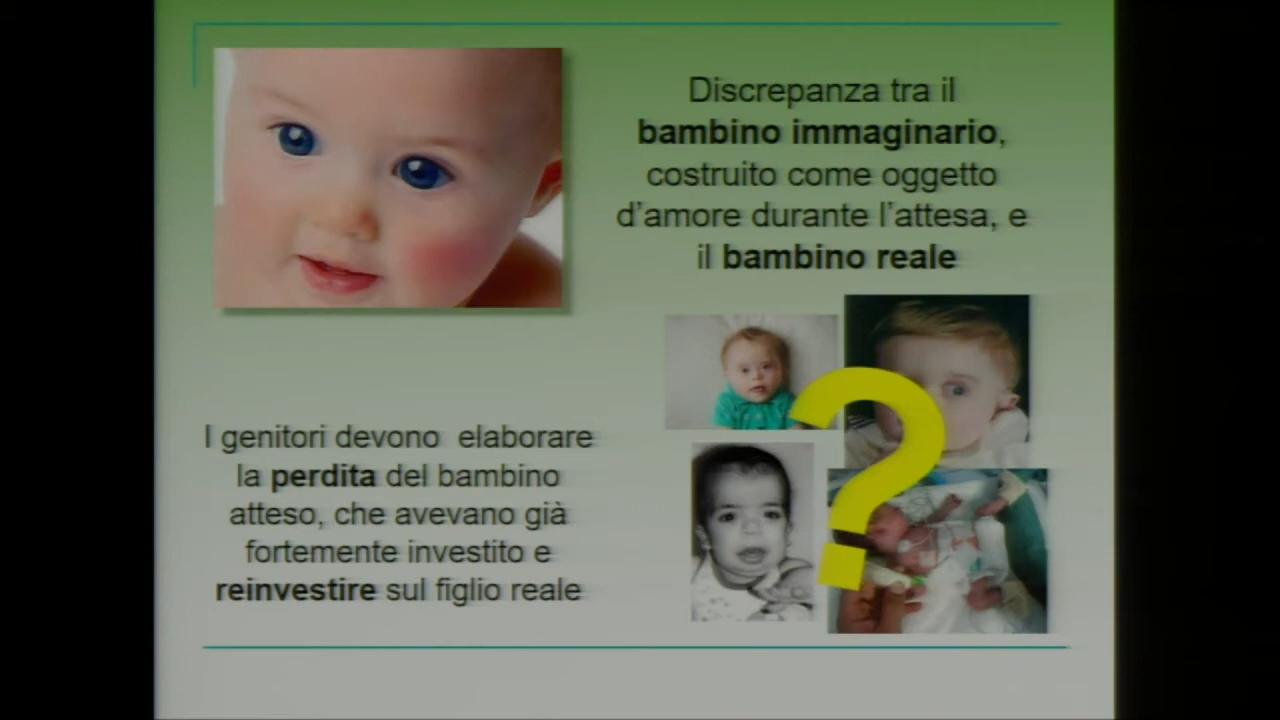 Discrepanza tra il
bambino immaginario,
costruito come oggetto
d'amore durante l'attesa, e
il bambino reale
I genitori devono elaborare
la perdita del bambino
atteso, che avevano già
fortemente investito e
reinvestire sul figlio reale
?